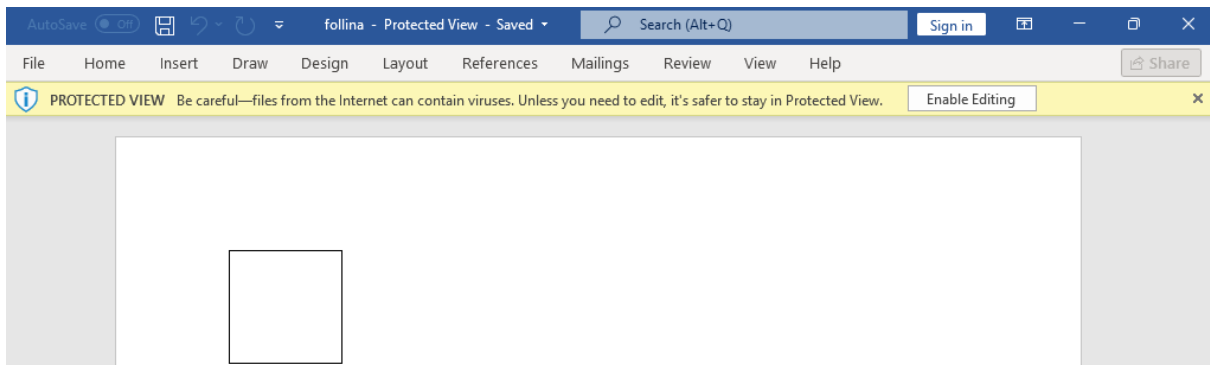 AutoSave Off follina - Protected View - Saved Search (Alt+Q) Sign in
File Home Insert Draw Design Layout References Mailings Review View Help Share
PROTECTED VIEW Be careful—files from the Internet can contain viruses. Unless you need to edit, it's safer to stay in Protected View. Enable Editing